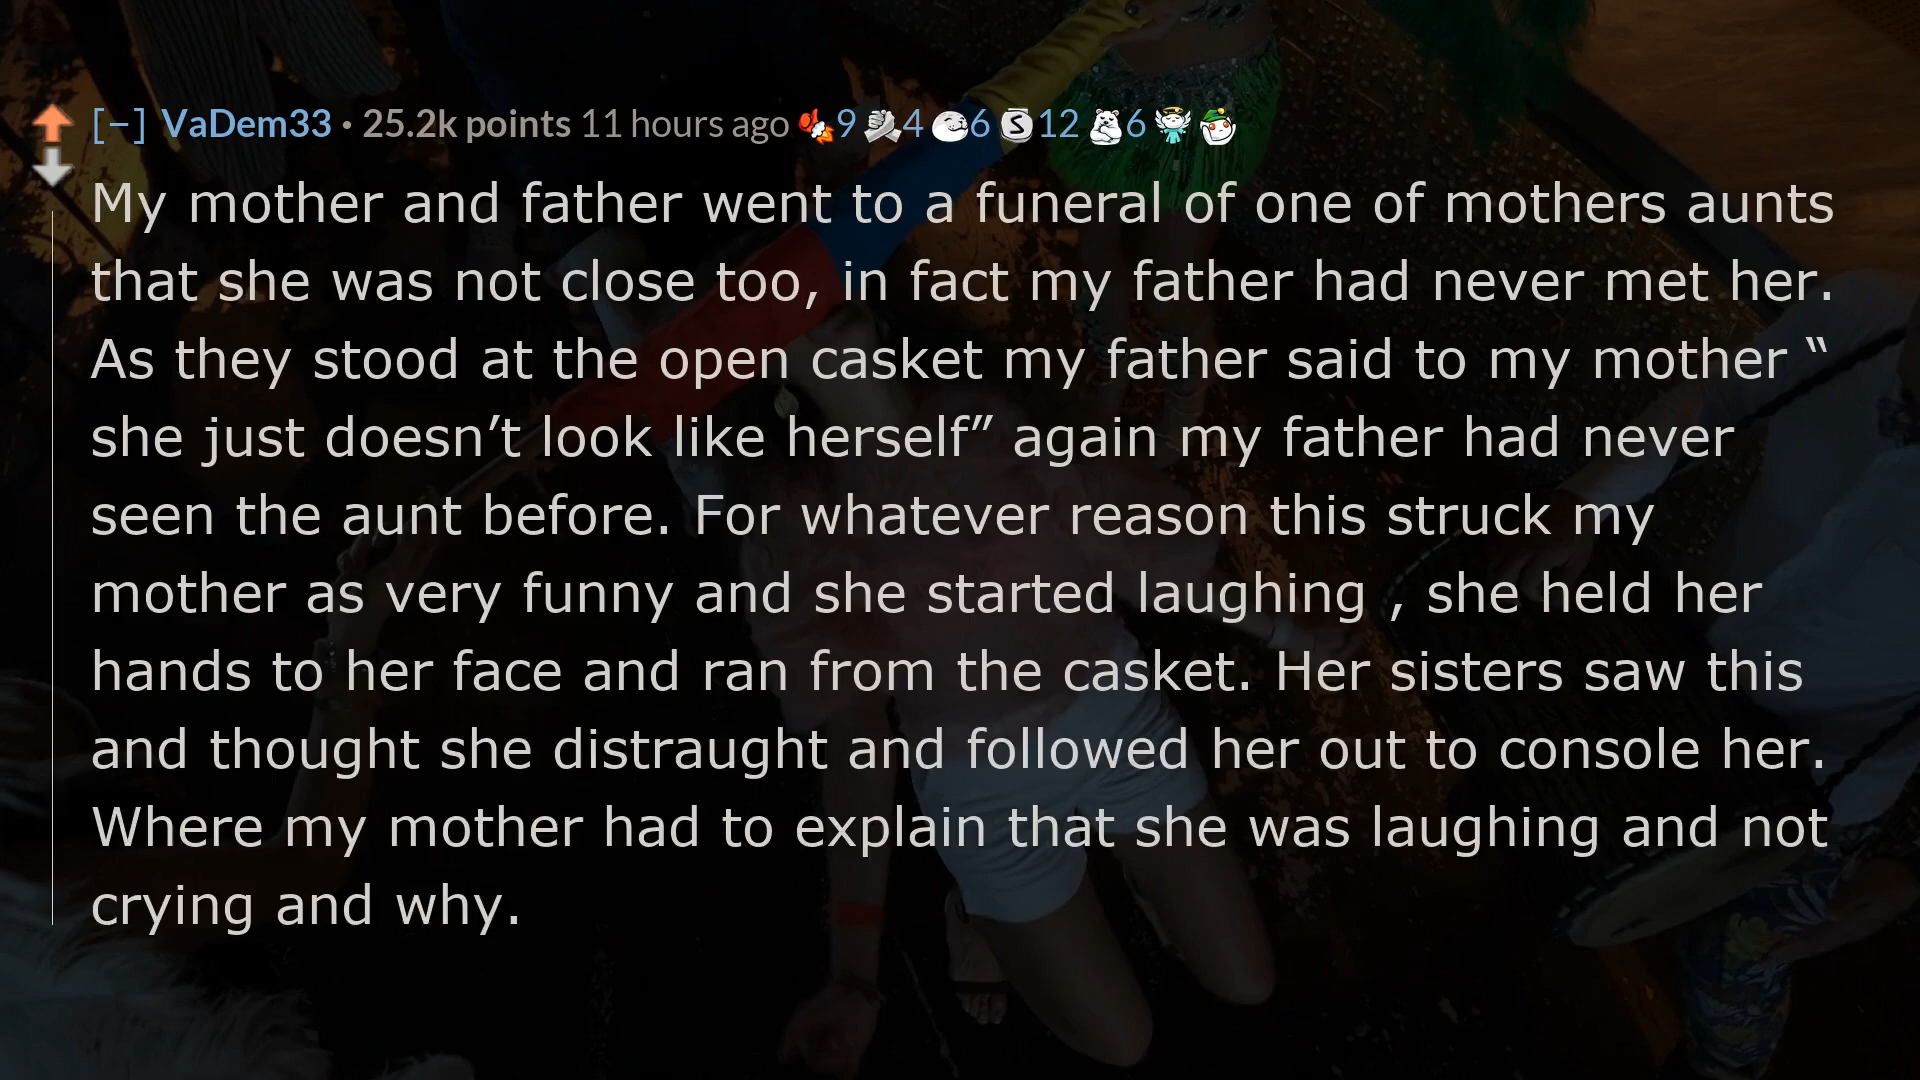 [–] VaDem33 · 25.2k points 11 hours ago 9 4 6 S 12 6
My mother and father went to a funeral of one of mothers aunts
that she was not close too, in fact my father had never met her.
As they stood at the open casket my father said to my mother “
she just doesn’t look like herself” again my father had never
seen the aunt before. For whatever reason this struck my
mother as very funny and she started laughing , she held her
hands to her face and ran from the casket. Her sisters saw this
and thought she distraught and followed her out to console her.
Where my mother had to explain that she was laughing and not
crying and why.